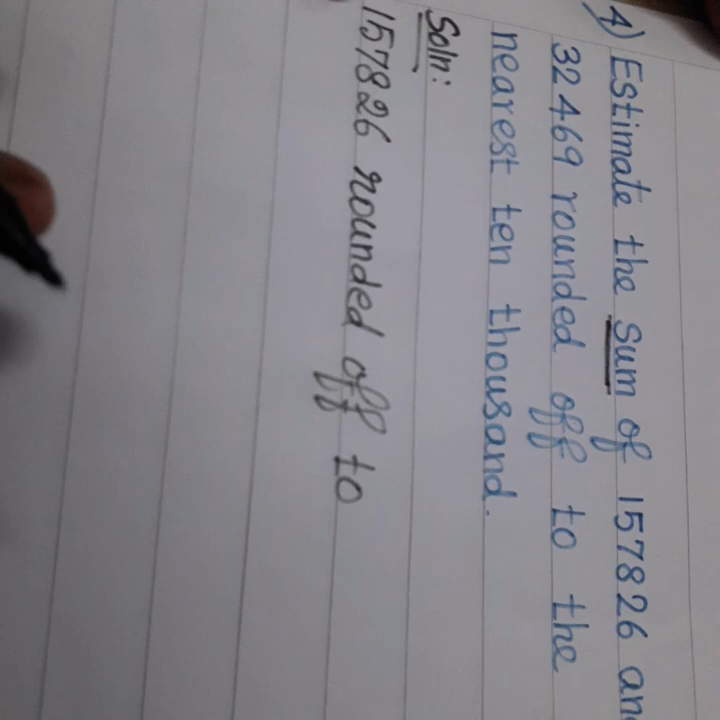 4) Estimate the sum of 157826 an
32469 rounded off to the
nearest ten thousand.
Soln:
157826 rounded off to